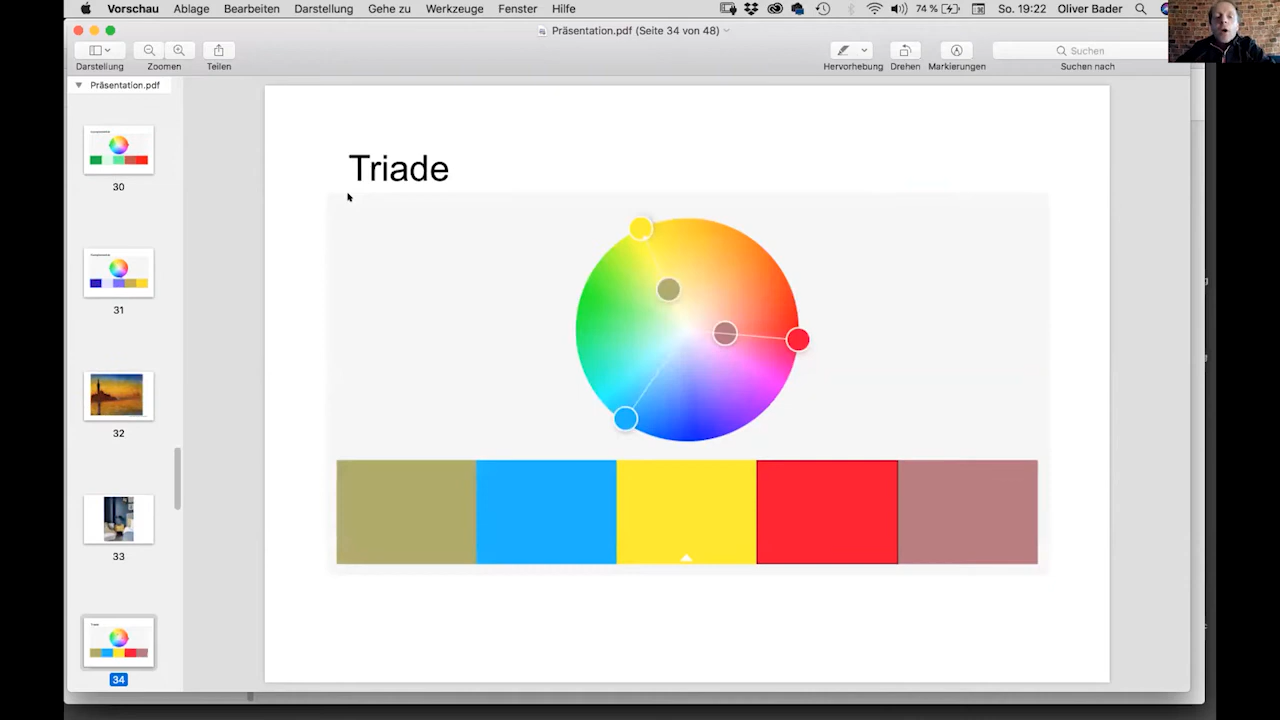 Vorschau Ablage Bearbeiten Darstellung Gehe zu Werkzeuge Fenster Hilfe 74 % So. 19:22 Oliver Bader
Präsentation.pdf (Seite 34 von 48)
Suchen
Darstellung Zoomen Teilen Hervorhebung Drehen Markierungen Suchen nach
Präsentation.pdf
30
31
32
33
Triade
34